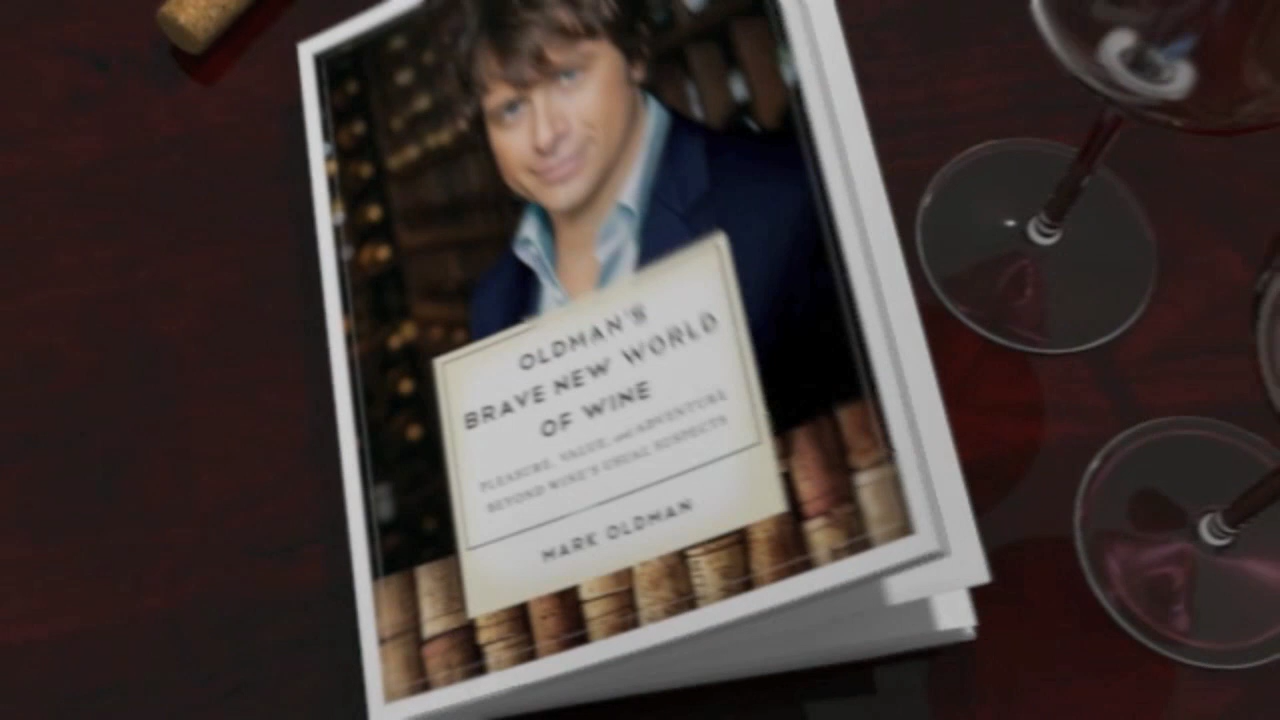 OLDMAN'S
BRAVE NEW WORLD
OF WINE
PLEASURE, VALUE, and ADVENTURE
BEYOND WINE'S USUAL SUSPECTS
MARK OLDMAN